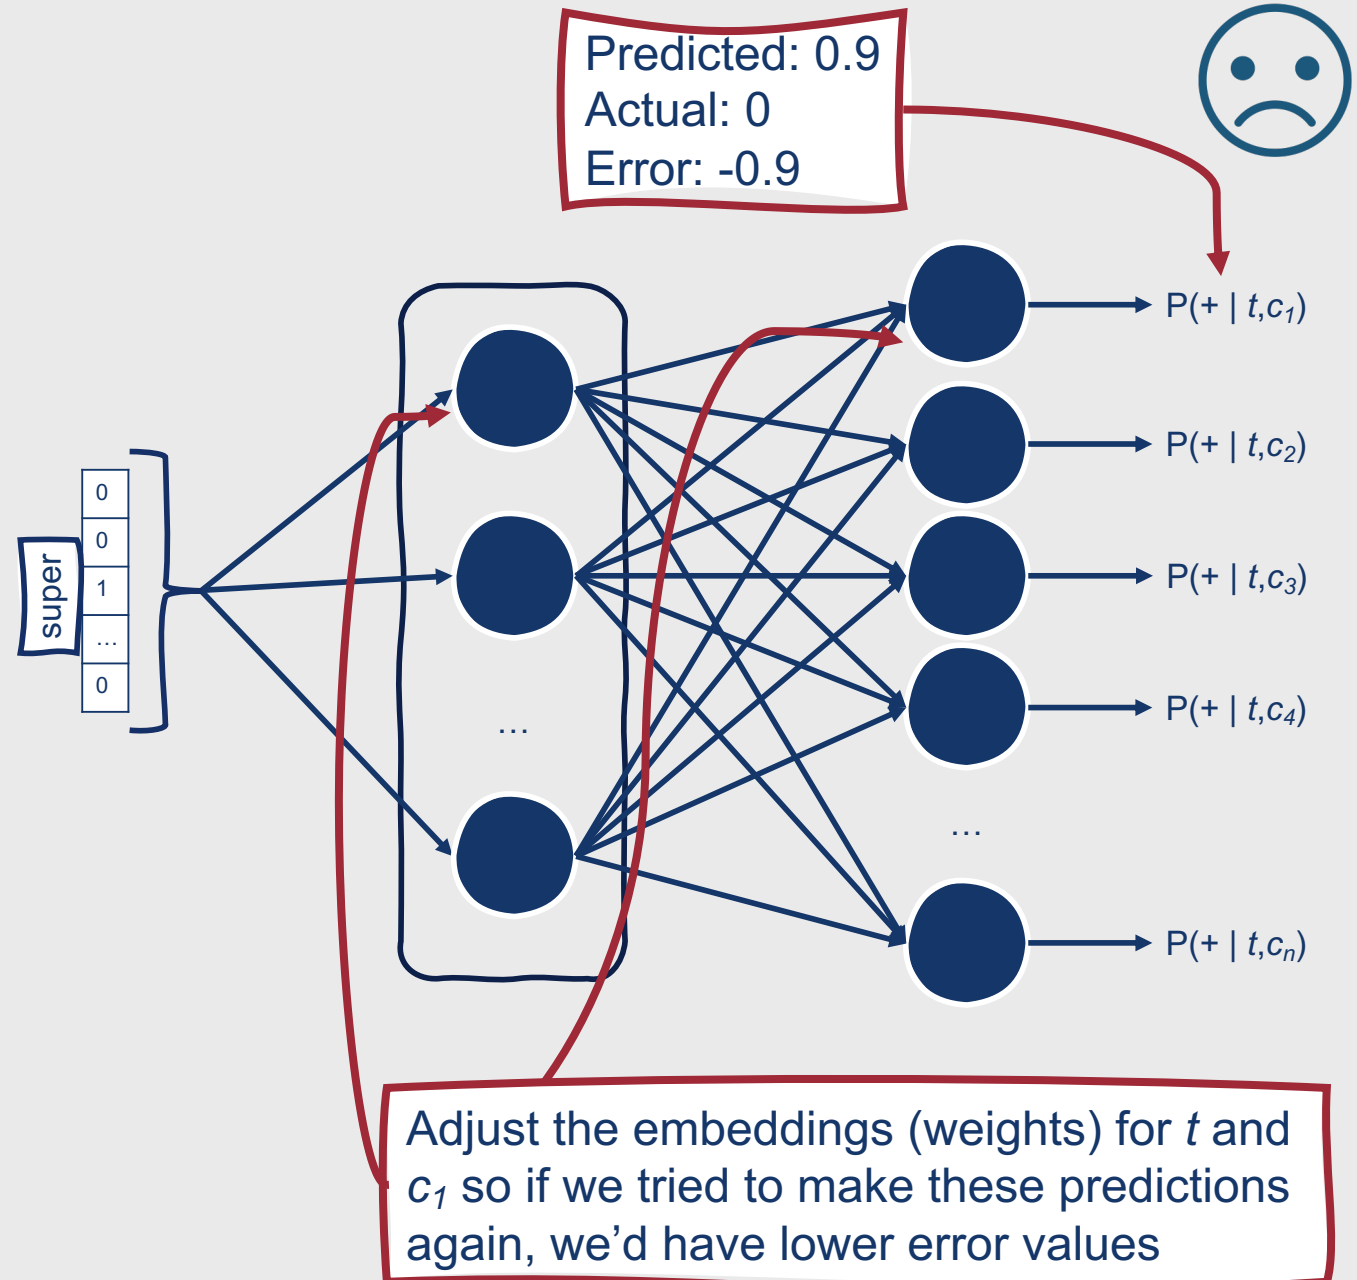 Predicted: 0.9
Actual: 0
Error: -0.9
P(+ | t,c1)
P(+ | t,c2)
P(+ | t,c3)
P(+ | t,c4)
...
P(+ | t,cn)
super
0
0
1
...
0
...
Adjust the embeddings (weights) for t and
c1 so if we tried to make these predictions
again, we'd have lower error values